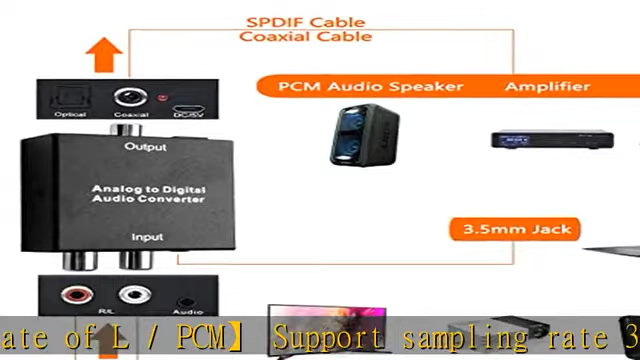 SPDIF Cable
Coaxial Cable
PCM Audio Speaker
Amplifier
Optical
Coaxial
DC/5V
Output
Analog to Digital
Audio Converter
3.5mm Jack
Input
R/L
Audio
ate of L / PCM】 Support sampling rate 3